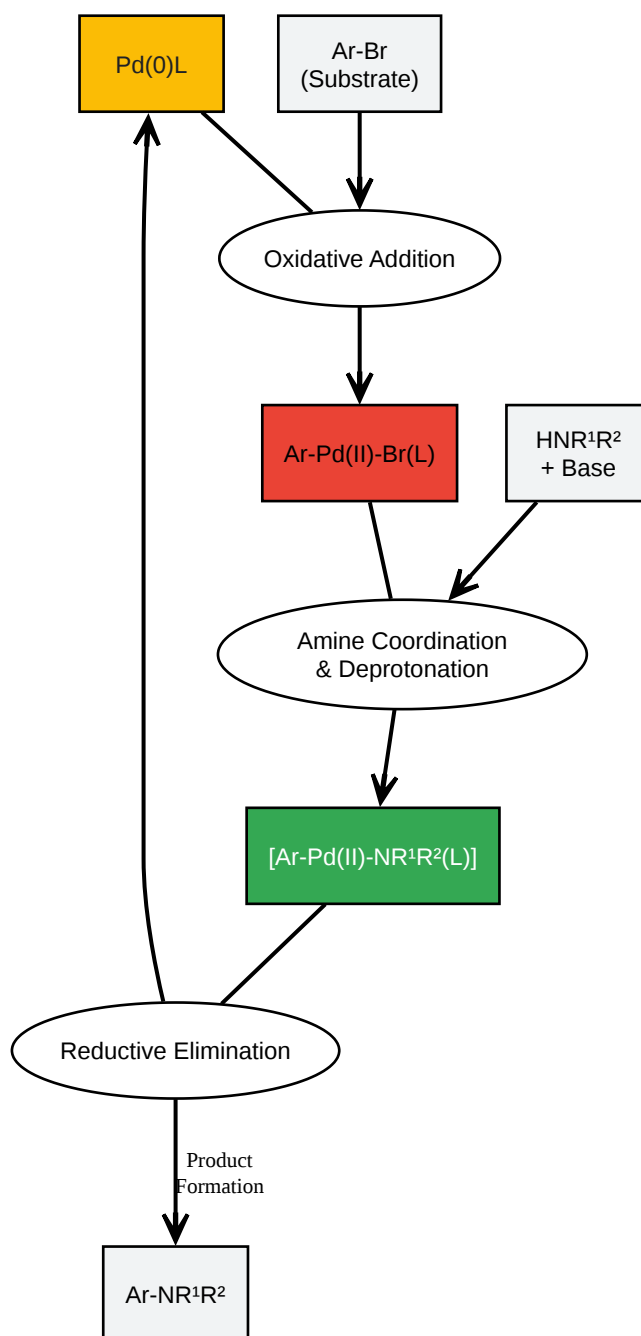 Pd(0)L
Ar-Br
(Substrate)
Oxidative Addition
Ar-Pd(II)-Br(L)
HNR¹R²
+ Base
Amine Coordination
& Deprotonation
[Ar-Pd(II)-NR¹R²(L)]
Reductive Elimination
Product
Formation
Ar-NR¹R²